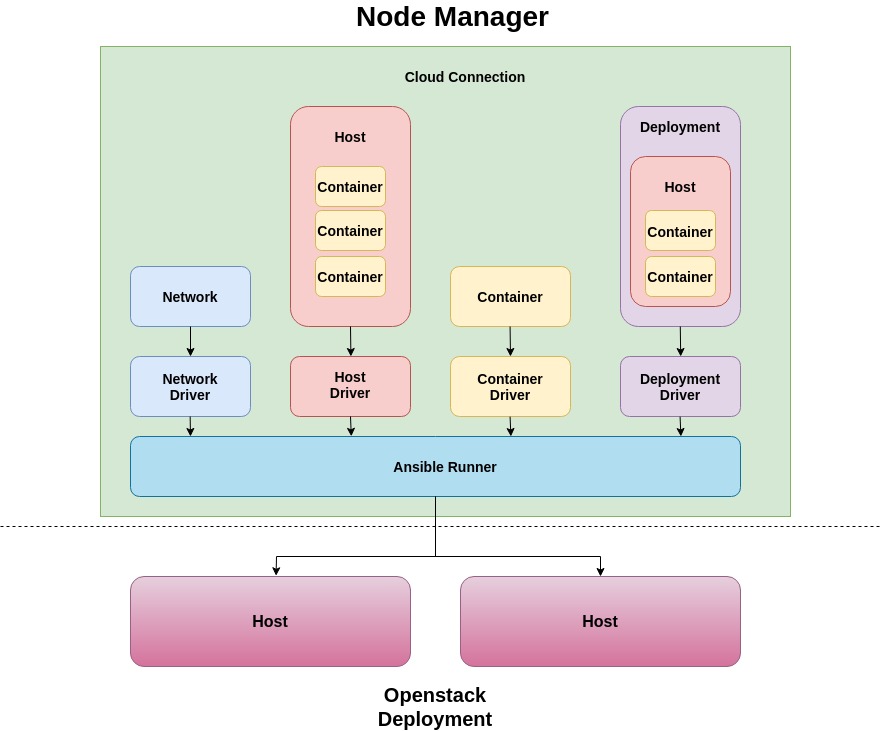 Node Manager
Cloud Connection
Host
Container
Container
Container
Deployment
Host
Container
Container
Network
Container
Network
Driver
Host
Driver
Container
Driver
Deployment
Driver
Ansible Runner
Host
Host
Openstack
Deployment